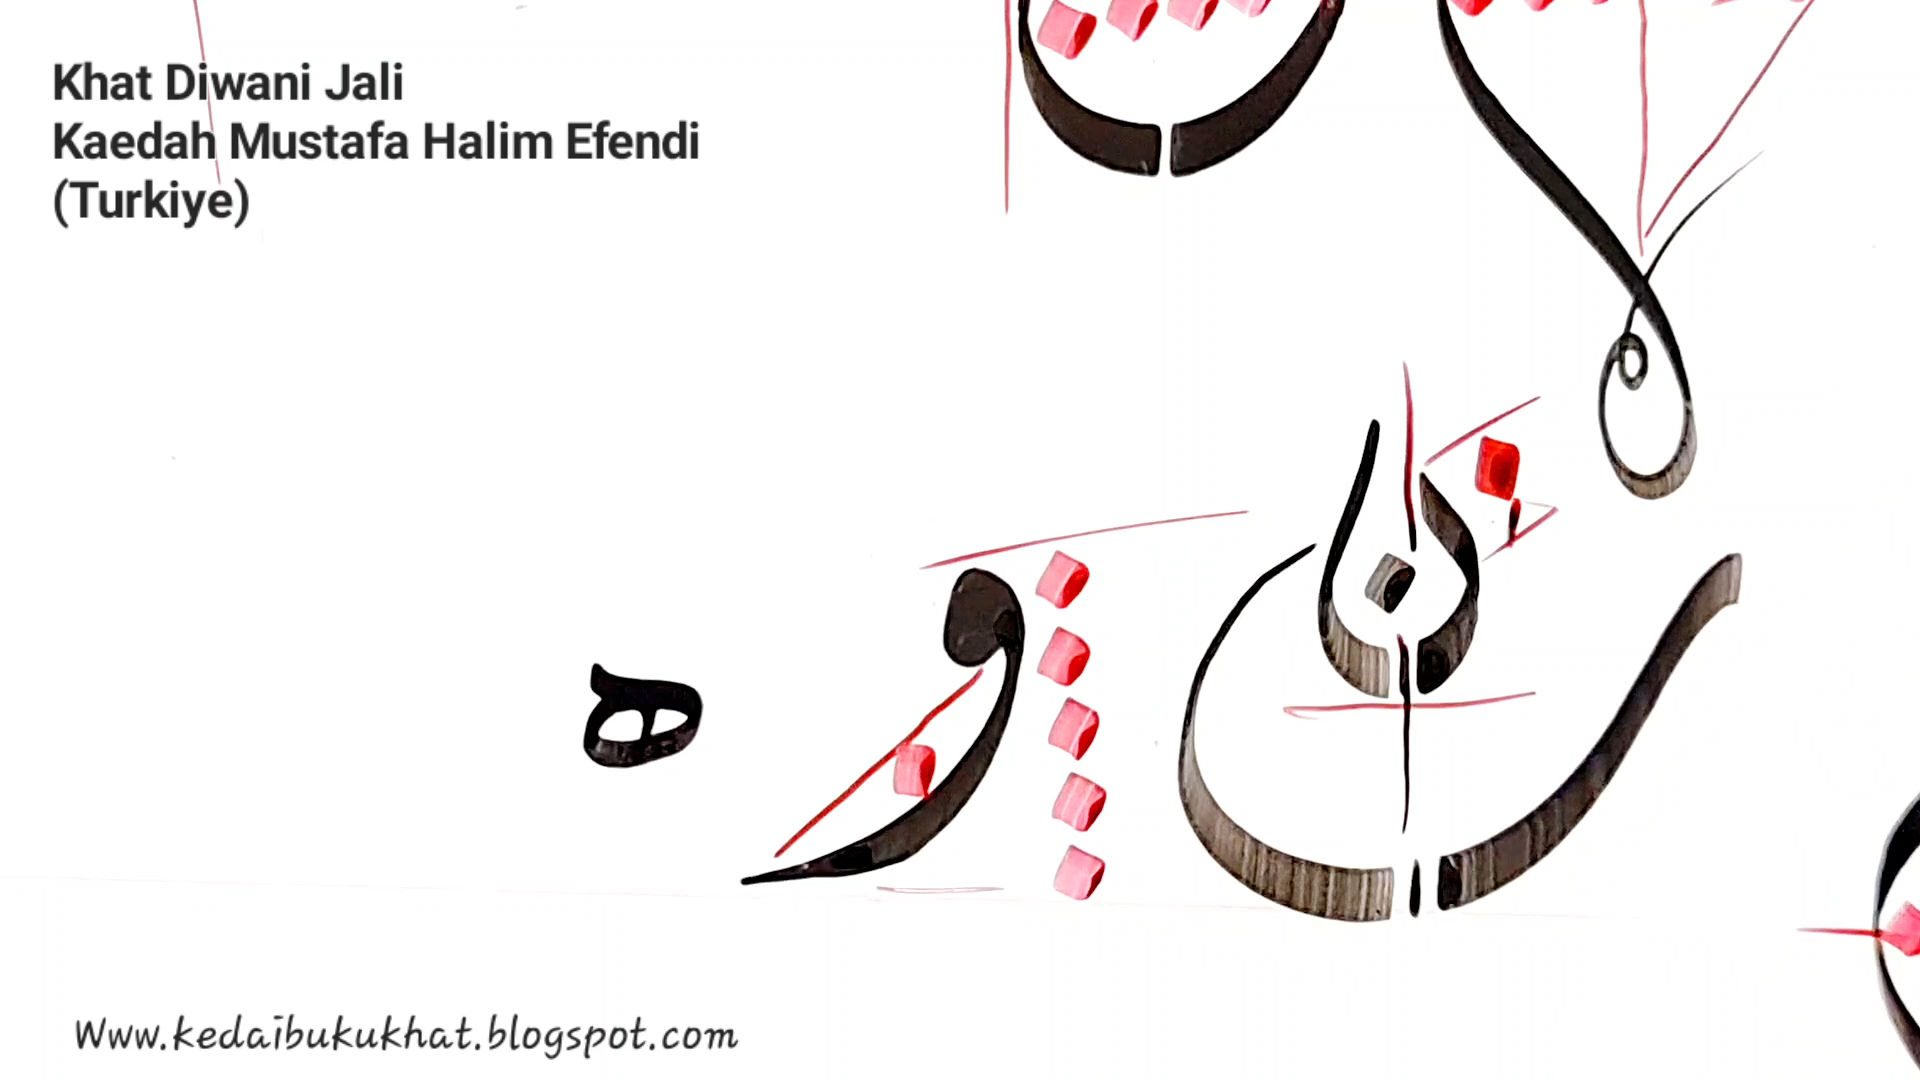 Khat Diwani Jali
Kaedah Mustafa Halim Efendi
(Turkiye)
ن و ه
Www.kedaibukukhat.blogspot.com